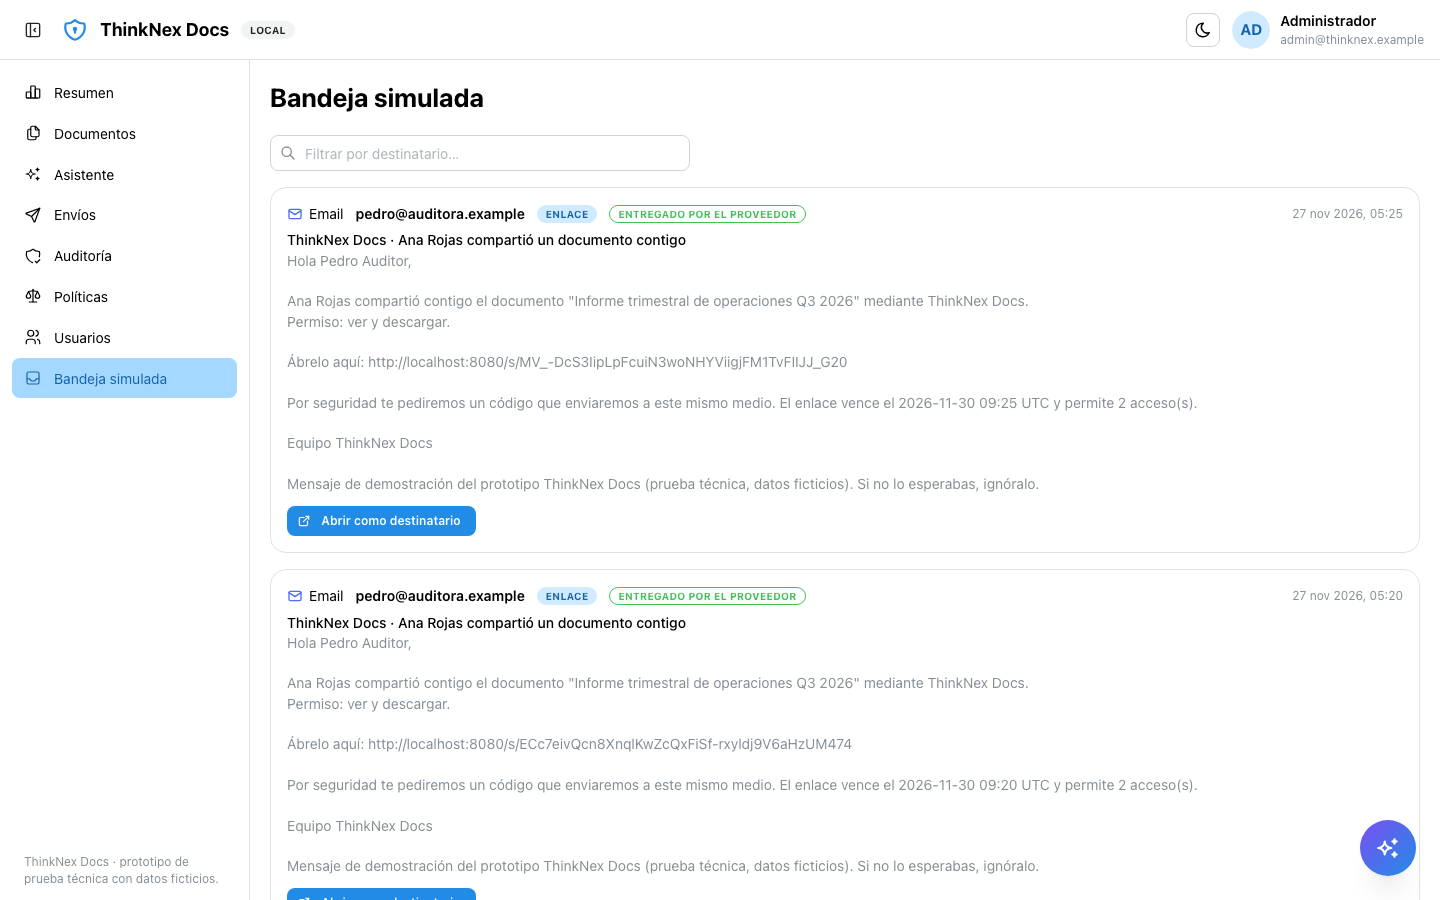 ThinkNex Docs LOCAL
AD Administrador
admin@thinknex.example
Resumen
Documentos
Asistente
Envíos
Auditoría
Políticas
Usuarios
Bandeja simulada
ThinkNex Docs · prototipo de
prueba técnica con datos ficticios.
Bandeja simulada
Filtrar por destinatario...
Email pedro@auditora.example ENLACE ENTREGADO POR EL PROVEEDOR 27 nov 2026, 05:25
ThinkNex Docs · Ana Rojas compartió un documento contigo
Hola Pedro Auditor,
Ana Rojas compartió contigo el documento "Informe trimestral de operaciones Q3 2026" mediante ThinkNex Docs.
Permiso: ver y descargar.
Ábrelo aquí: http://localhost:8080/s/MV_-DcS3IipLpFcuiN3woNHYViigjFM1TvFlIJJ_G20
Por seguridad te pediremos un código que enviaremos a este mismo medio. El enlace vence el 2026-11-30 09:25 UTC y permite 2 acceso(s).
Equipo ThinkNex Docs
Mensaje de demostración del prototipo ThinkNex Docs (prueba técnica, datos ficticios). Si no lo esperabas, ignóralo.
Abrir como destinatario
Email pedro@auditora.example ENLACE ENTREGADO POR EL PROVEEDOR 27 nov 2026, 05:20
ThinkNex Docs · Ana Rojas compartió un documento contigo
Hola Pedro Auditor,
Ana Rojas compartió contigo el documento "Informe trimestral de operaciones Q3 2026" mediante ThinkNex Docs.
Permiso: ver y descargar.
Ábrelo aquí: http://localhost:8080/s/ECc7eivQcn8XnqlKwZcQxFiSf-rxyldj9V6aHzUM474
Por seguridad te pediremos un código que enviaremos a este mismo medio. El enlace vence el 2026-11-30 09:20 UTC y permite 2 acceso(s).
Equipo ThinkNex Docs
Mensaje de demostración del prototipo ThinkNex Docs (prueba técnica, datos ficticios). Si no lo esperabas, ignóralo.